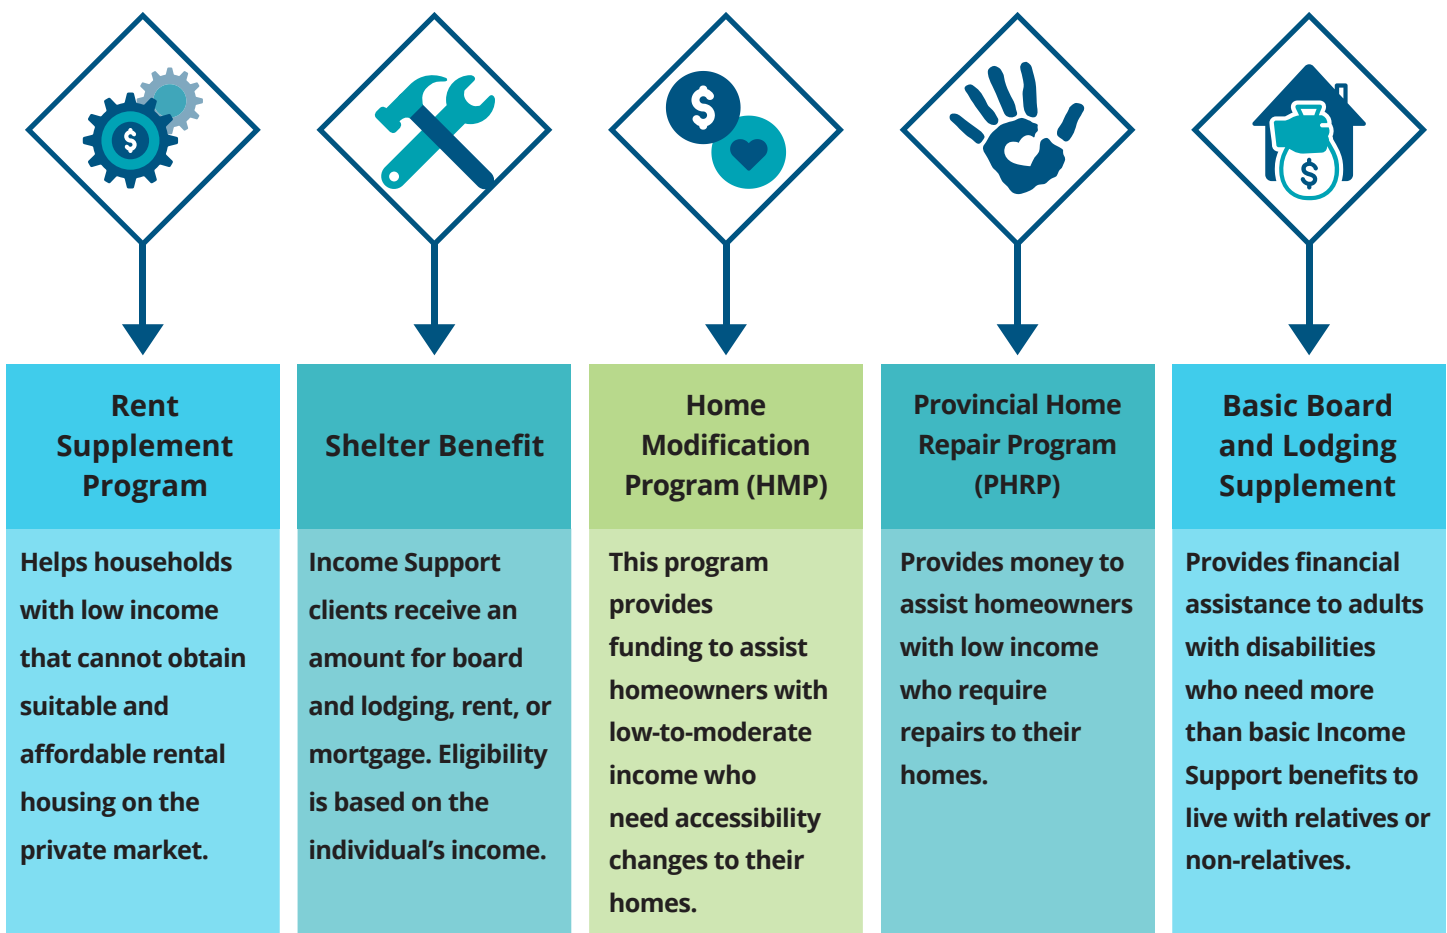 $
$
$
Rent
Supplement
Program
Helps households
with low income
that cannot obtain
suitable and
affordable rental
housing on the
private market.
Shelter Benefit
Income Support
clients receive an
amount for board
and lodging, rent, or
mortgage. Eligibility
is based on the
individual’s income.
Home
Modification
Program (HMP)
This program
provides
funding to assist
homeowners with
low-to-moderate
income who
need accessibility
changes to their
homes.
Provincial Home
Repair Program
(PHRP)
Provides money to
assist homeowners
with low income
who require
repairs to their
homes.
Basic Board
and Lodging
Supplement
Provides financial
assistance to adults
with disabilities
who need more
than basic Income
Support benefits to
live with relatives or
non-relatives.